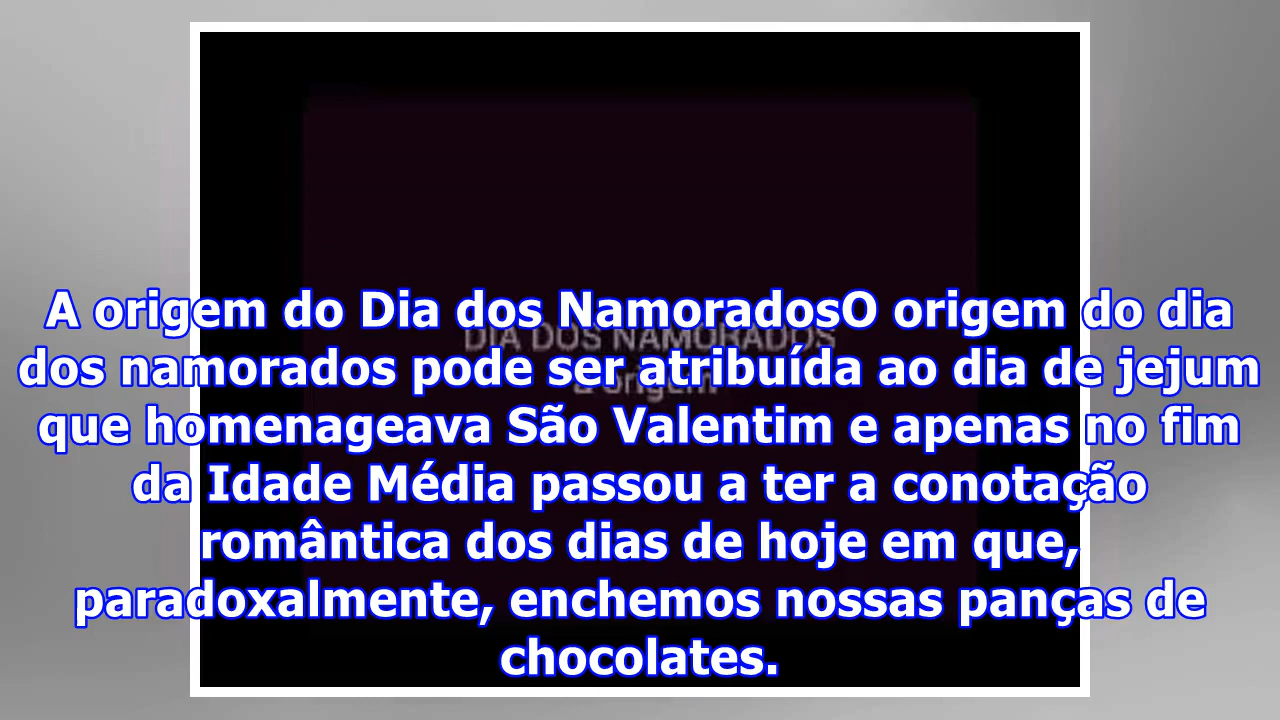 A origem do Dia dos NamoradosO origem do dia
dos namorados pode ser atribuída ao dia de jejum
que homenageava São Valentim e apenas no fim
da Idade Média passou a ter a conotação
romântica dos dias de hoje em que,
paradoxalmente, enchemos nossas panças de
chocolates.
DIA DOS NAMORADOS
a origem